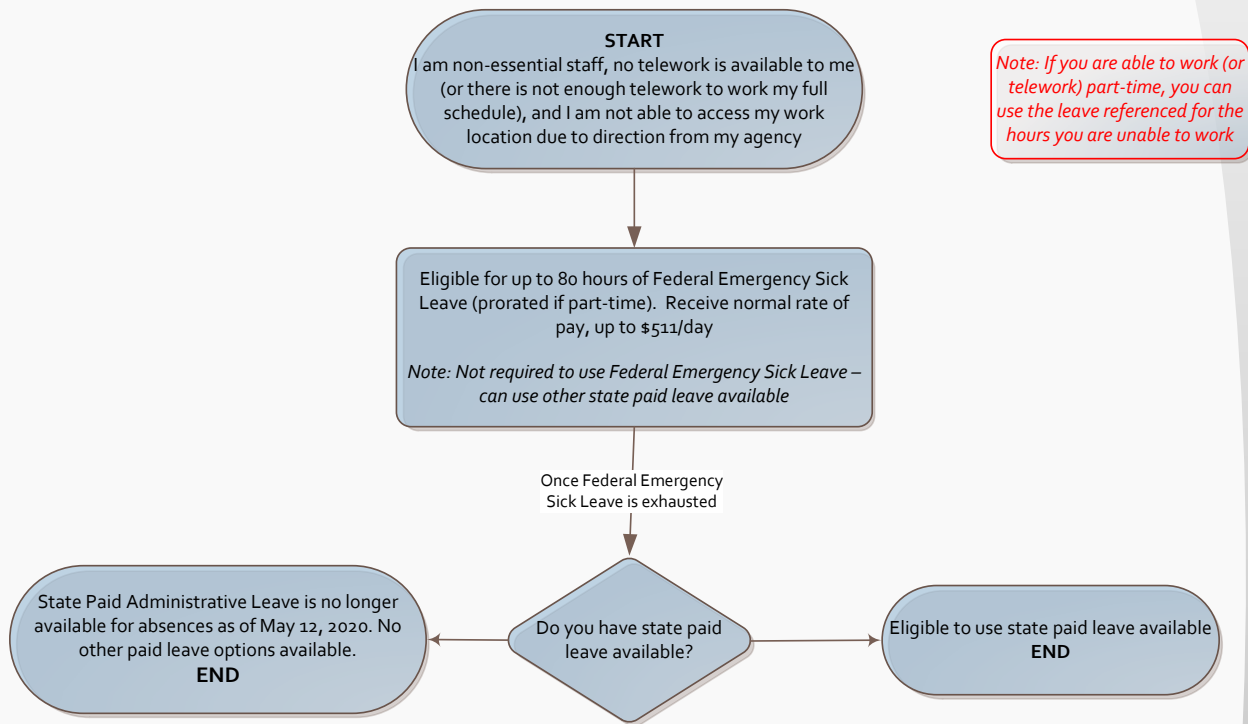 START
I am non-essential staff, no telework is available to me
(or there is not enough telework to work my full
schedule), and I am not able to access my work
location due to direction from my agency
Note: If you are able to work (or
telework) part-time, you can
use the leave referenced for the
hours you are unable to work
Eligible for up to 80 hours of Federal Emergency Sick
Leave (prorated if part-time).  Receive normal rate of
pay, up to $511/day
Note: Not required to use Federal Emergency Sick Leave –
can use other state paid leave available
Once Federal Emergency
Sick Leave is exhausted
State Paid Administrative Leave is no longer
available for absences as of May 12, 2020. No
other paid leave options available.
END
Do you have state paid
leave available?
Eligible to use state paid leave available
END